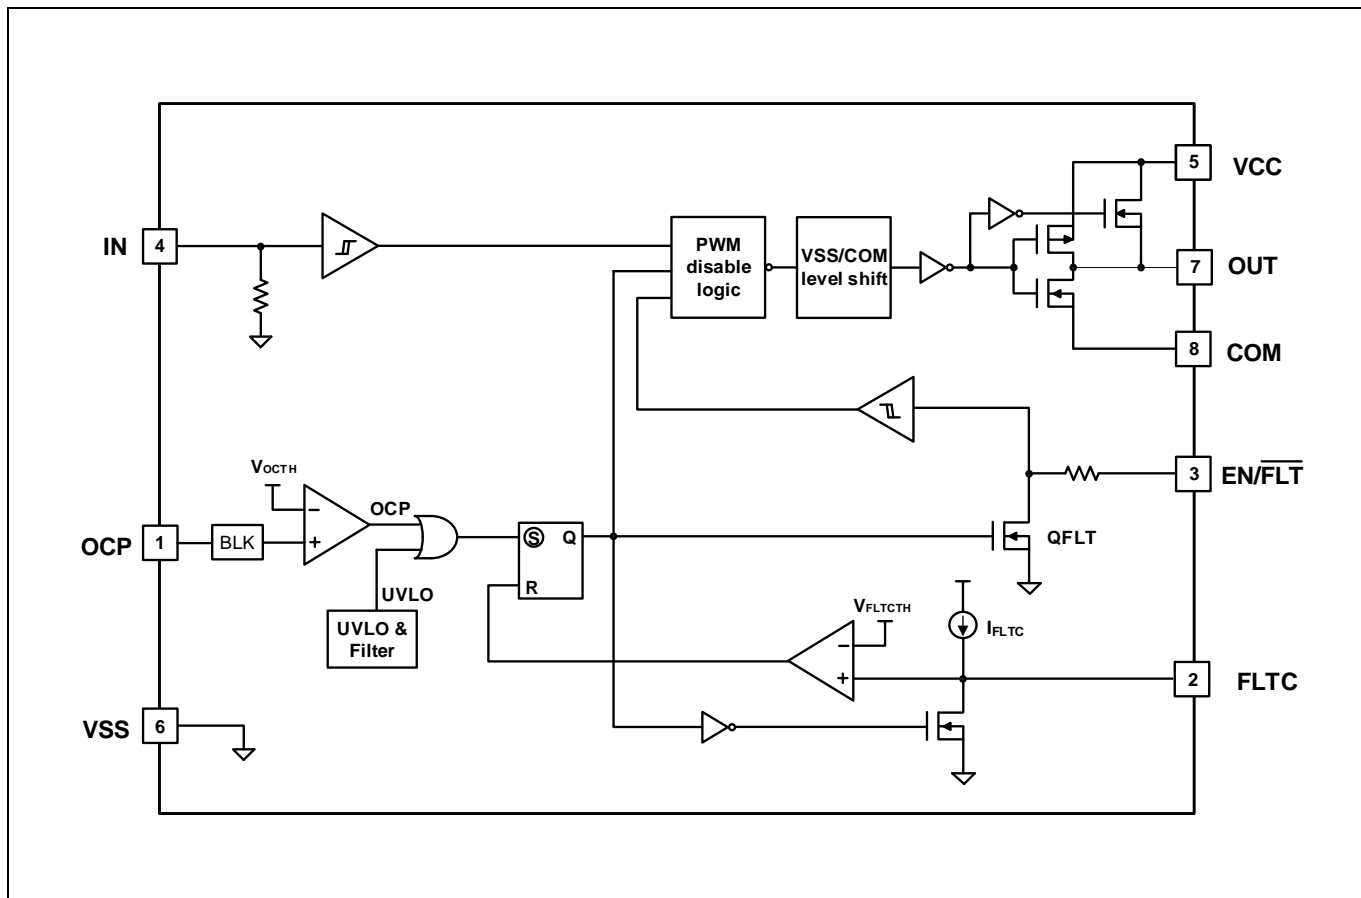 5 VCC
IN 4
PWM
disable
logic
VSS/COM
level shift
7 OUT
8 COM
3 EN/FLT
VOCTH
OCP
OCP 1
BLK
−
+
S Q
R
QFLT
UVLO
UVLO &
Filter
VFLTCTH
−
+
IFLTC
2 FLTC
VSS 6